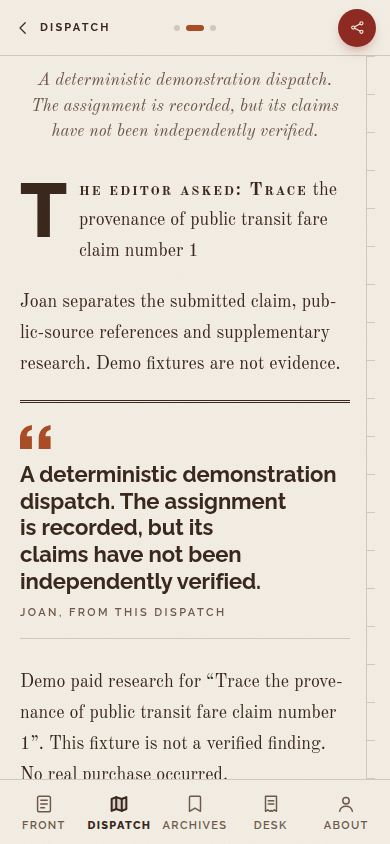 DISPATCH
A deterministic demonstration dispatch.
The assignment is recorded, but its claims
have not been independently verified.
THE EDITOR ASKED: TRACE the
provenance of public transit fare
claim number 1
Joan separates the submitted claim, pub-
lic-source references and supplementary
research. Demo fixtures are not evidence.
“
A deterministic demonstration
dispatch. The assignment
is recorded, but its
claims have not been
independently verified.
JOAN, FROM THIS DISPATCH
Demo paid research for “Trace the prove-
nance of public transit fare claim number
1”. This fixture is not a verified finding.
No real purchase occurred.
FRONT DISPATCH ARCHIVES DESK ABOUT